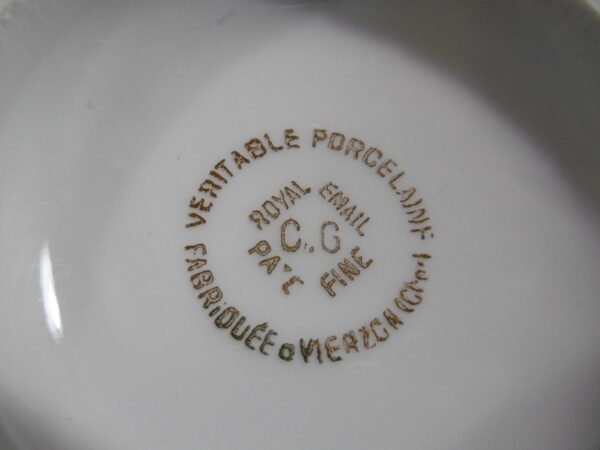 VERITABLE PORCELAINE
ROYAL EMAIL
C.G
PATE FINE
FABRIQUÉE A VIERZON (Cher)